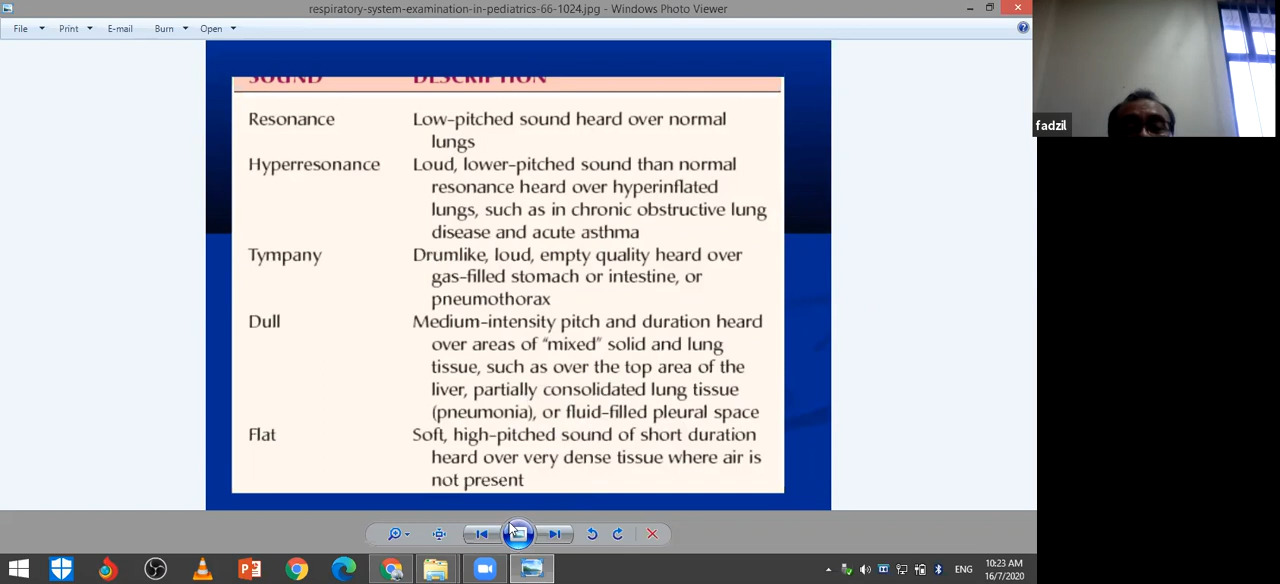 respiratory-system-examination-in-pediatrics-66-1024.jpg - Windows Photo Viewer
File Print E-mail Burn Open
SOUND DESCRIPTION
Resonance Low-pitched sound heard over normal
lungs
Hyperresonance Loud, lower-pitched sound than normal
resonance heard over hyperinflated
lungs, such as in chronic obstructive lung
disease and acute asthma
Tympany Drumlike, loud, empty quality heard over
gas-filled stomach or intestine, or
pneumothorax
Dull Medium-intensity pitch and duration heard
over areas of "mixed" solid and lung
tissue, such as over the top area of the
liver, partially consolidated lung tissue
(pneumonia), or fluid-filled pleural space
Flat Soft, high-pitched sound of short duration
heard over very dense tissue where air is
not present
fadzil
ENG
10:23 AM
16/7/2020